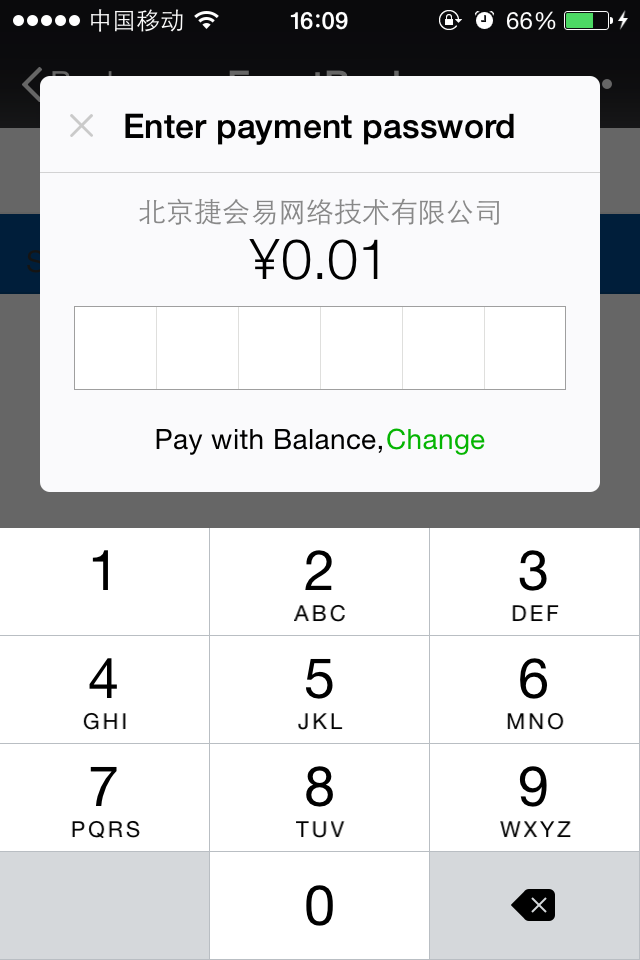 中国移动 16:09 66%
Enter payment password
北京捷会易网络技术有限公司
¥0.01
Pay with Balance,Change
1 2 3
ABC DEF
4 5 6
GHI JKL MNO
7 8 9
PQRS TUV WXYZ
0